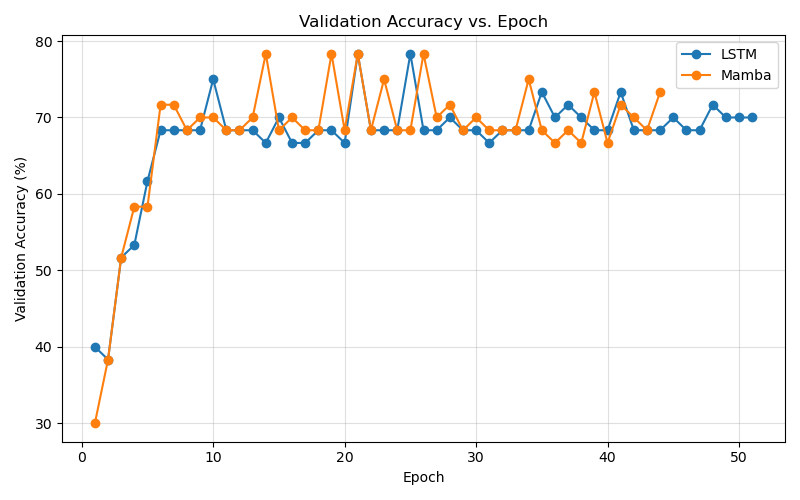 Validation Accuracy vs. Epoch
LSTM
Mamba
Validation Accuracy (%)
80
70
60
50
40
30
0 10 20 30 40 50
Epoch